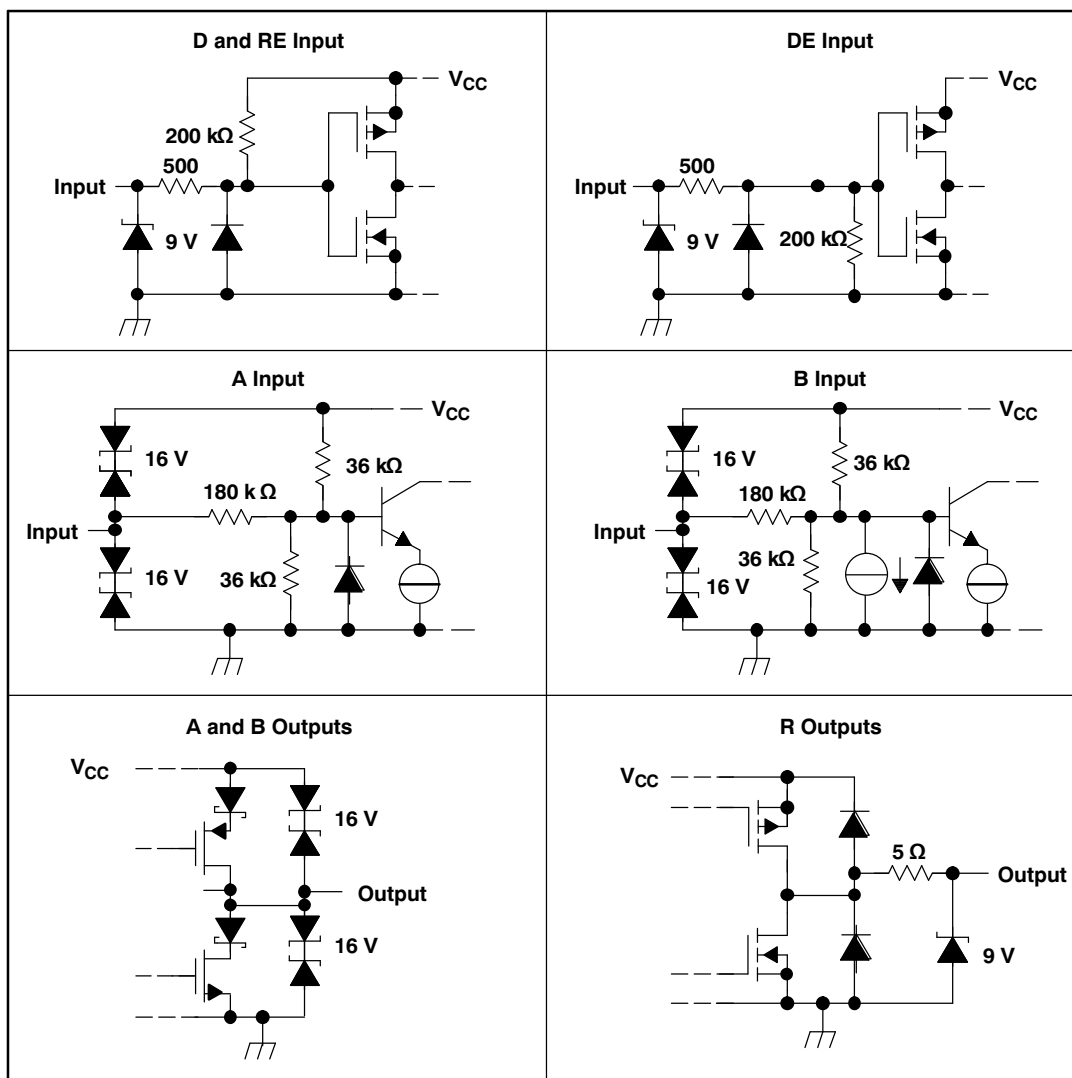 D and RE Input
VCC
200 kΩ
500
Input
9 V
DE Input
VCC
500
Input
9 V
200 kΩ
A Input
VCC
16 V
36 kΩ
180 k Ω
Input
16 V
36 kΩ
B Input
VCC
16 V
36 kΩ
180 kΩ
Input
36 kΩ
16 V
A and B Outputs
VCC
16 V
Output
16 V
R Outputs
VCC
5 Ω
Output
9 V